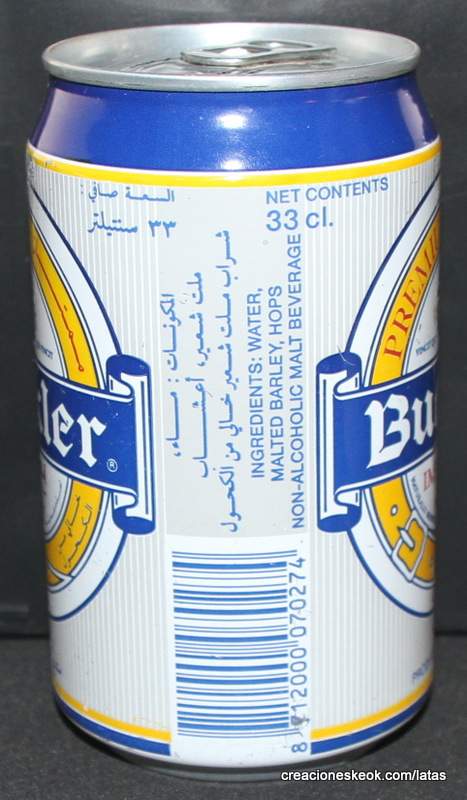 السعة صافي :
٣٣ سنتيلتر
NET CONTENTS
33 cl.
المكونات : ماء،
ملت شعير، أعشاب
شراب ملت شعير خالي من الكحول
INGREDIENTS: WATER,
MALTED BARLEY, HOPS
NON-ALCOHOLIC MALT BEVERAGE
ler ®
PREMIU
Bu
8 712000 070274
creacioneskeok.com/latas